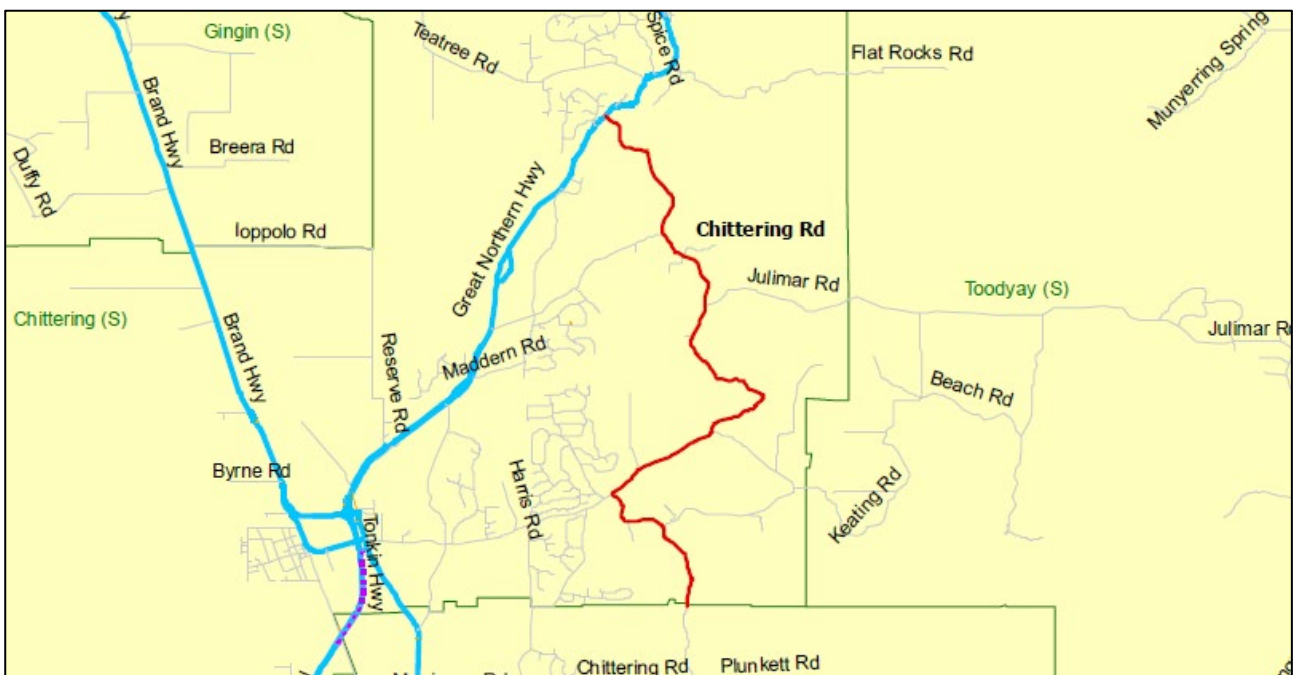 Gingin (S)
Teatree Rd
Spice Rd
Flat Rocks Rd
Munyerring Spring
Brand Hwy
Breera Rd
Duffy Rd
Great Northern Hwy
Ioppolo Rd
Chittering Rd
Julimar Rd
Toodyay (S)
Chittering (S)
Julimar
Brand Hwy
Reserve Rd
Maddern Rd
Beach Rd
Byrne Rd
Harris Rd
Keating Rd
Tonkin Hwy
Chittering Rd
Plunkett Rd